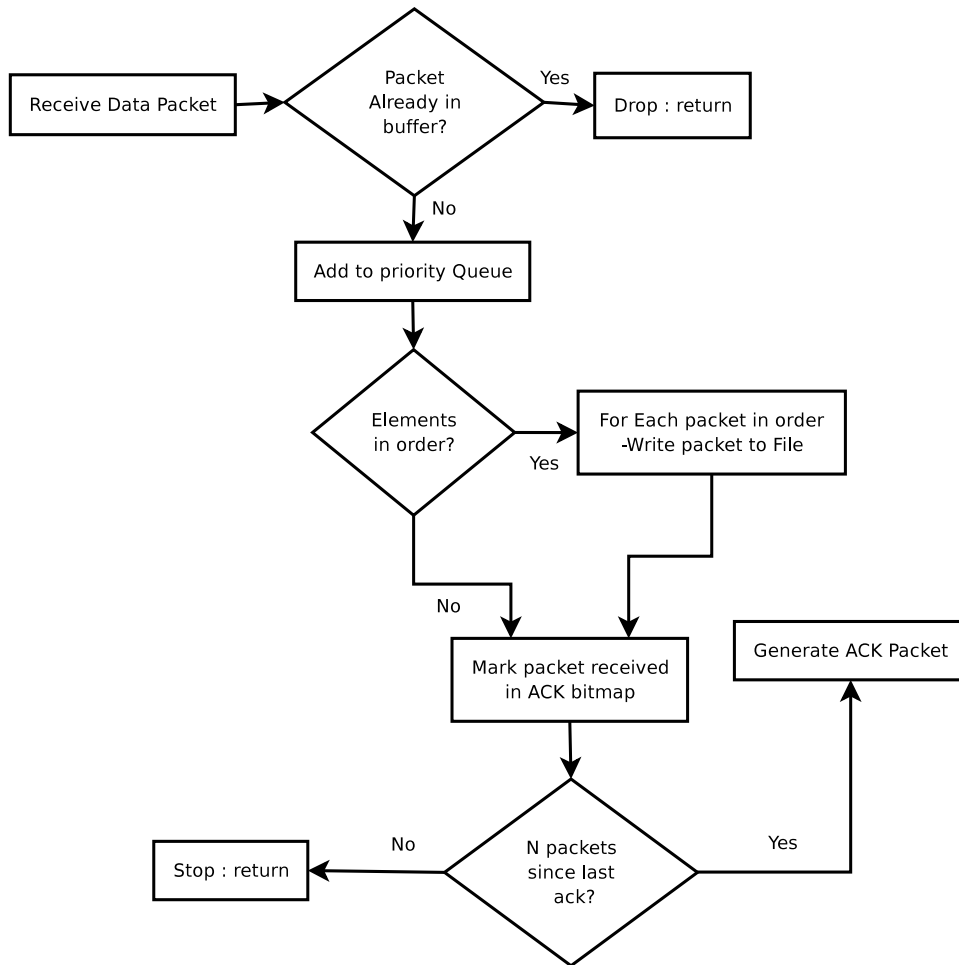 Packet
Already in
buffer?
Yes
Receive Data Packet
Drop : return
No
Add to priority Queue
Elements
in order?
Yes
For Each packet in order
-Write packet to File
No
Mark packet received
in ACK bitmap
Generate ACK Packet
N packets
since last
ack?
No
Yes
Stop : return